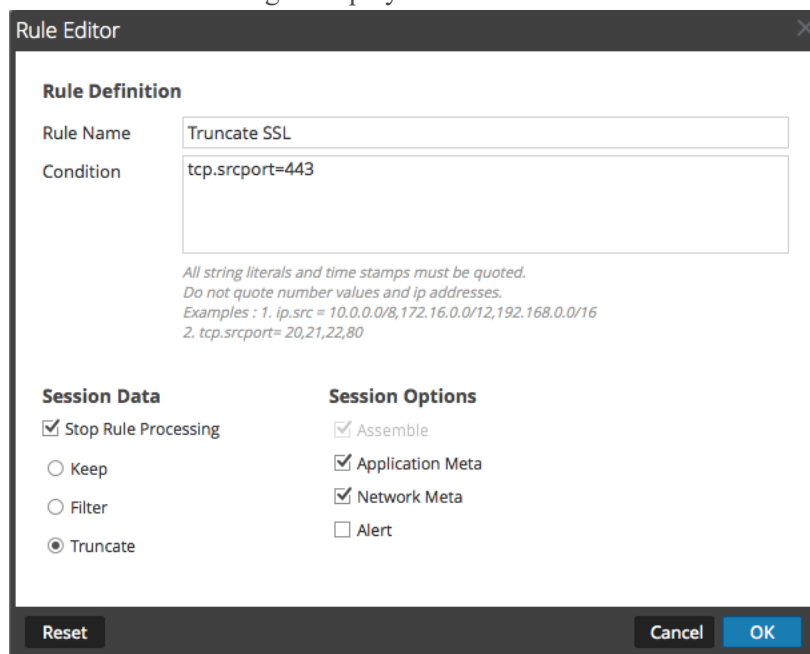 Rule Editor
Rule Definition
Rule Name Truncate SSL
Condition tcp.srcport=443
All string literals and time stamps must be quoted.
Do not quote number values and ip addresses.
Examples : 1. ip.src = 10.0.0.0/8,172.16.0.0/12,192.168.0.0/16
2. tcp.srcport= 20,21,22,80
Session Data Session Options
Stop Rule Processing Assemble
Keep Application Meta
Filter Network Meta
Truncate Alert
Reset Cancel OK